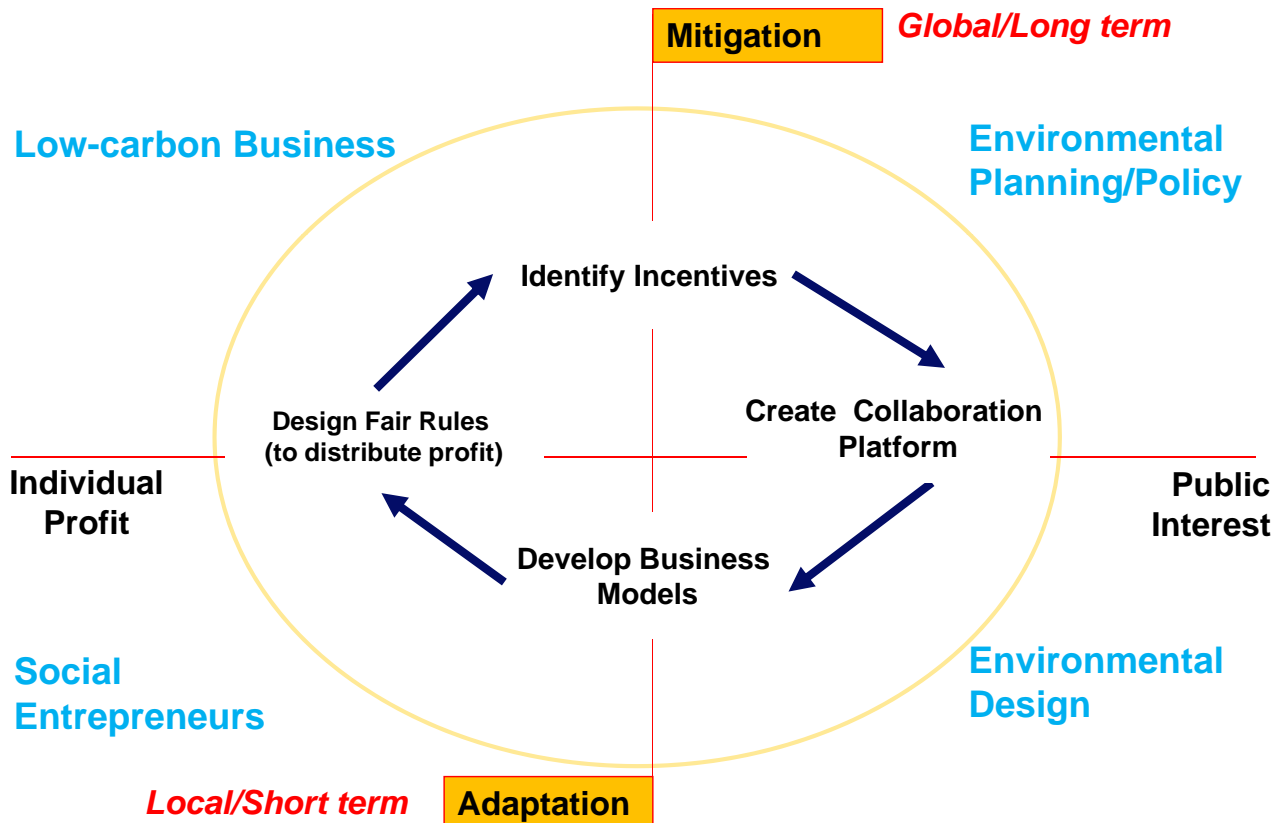 Mitigation
Global/Long term
Low-carbon Business
Environmental
Planning/Policy
Identify Incentives
Design Fair Rules
(to distribute profit)
Create Collaboration
Platform
Individual
Profit
Public
Interest
Develop Business
Models
Social
Entrepreneurs
Environmental
Design
Local/Short term
Adaptation